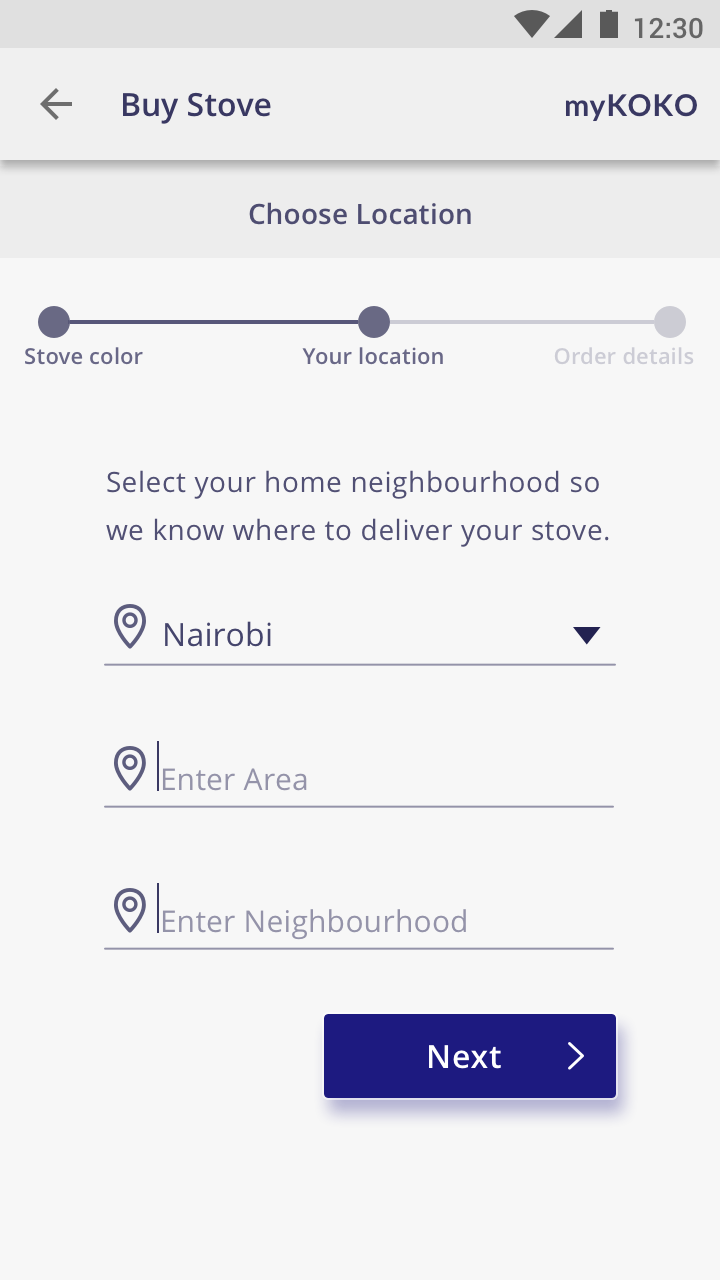 12:30
Buy Stove
myKOKO
Choose Location
Stove color
Your location
Order details
Select your home neighbourhood so
we know where to deliver your stove.
Nairobi
Enter Area
Enter Neighbourhood
Next